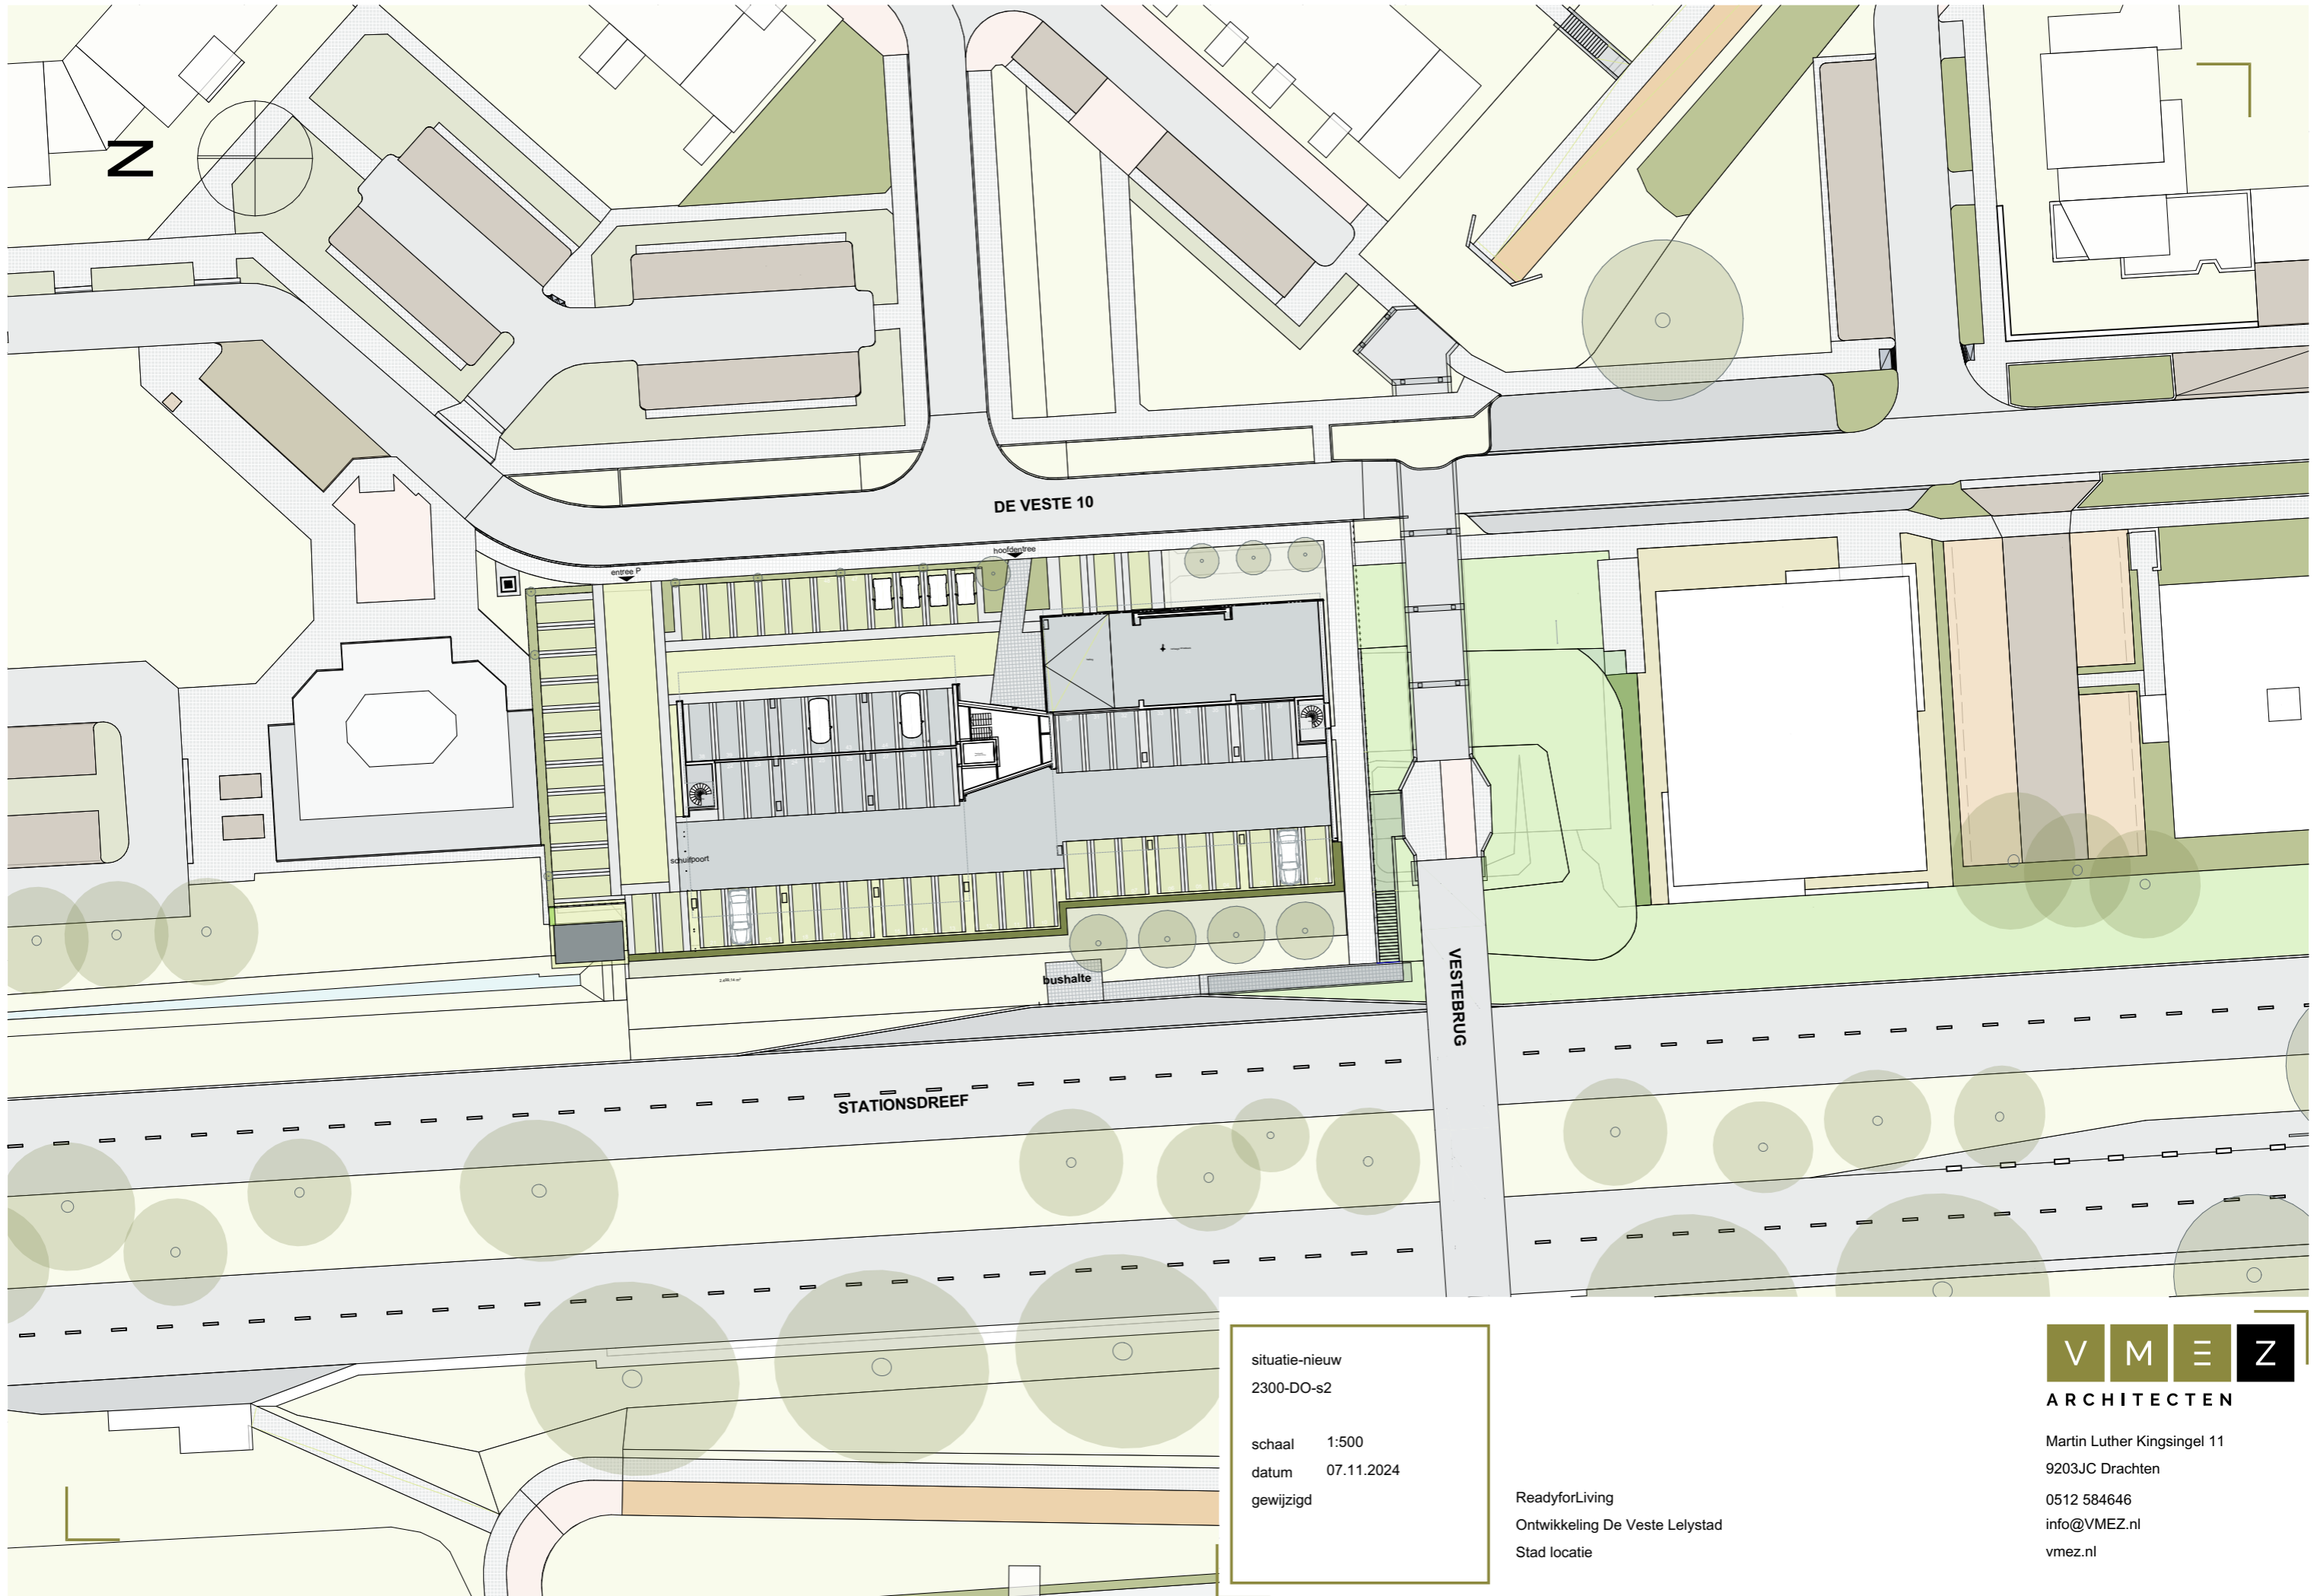 N
DE VESTE 10
hoofdentree
entree P
schuifpoort
bushalte
VESTEBRUG
STATIONSDREEF
situatie-nieuw
2300-DO-s2
schaal 1:500
datum 07.11.2024
gewijzigd
ReadyforLiving
Ontwikkeling De Veste Lelystad
Stad locatie
V M E Z
ARCHITECTEN
Martin Luther Kingsingel 11
9203JC Drachten
0512 584646
info@VMEZ.nl
vmez.nl